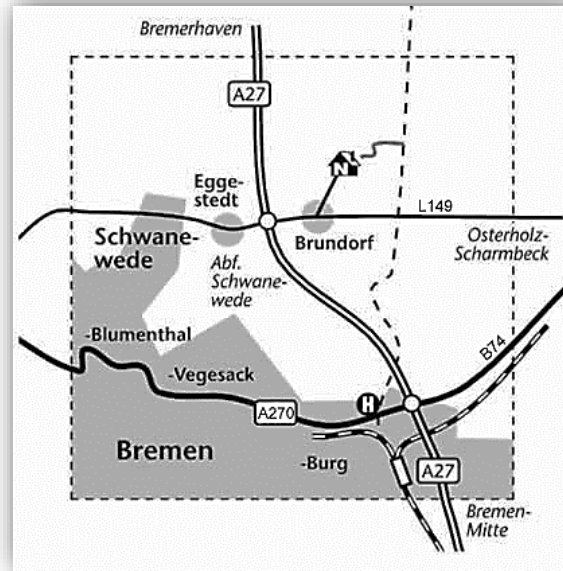 Bremerhaven
A27
N
Egge-
stedt
L149
Schwane-
wede
Brundorf
Osterholz-
Scharmbeck
Abf.
Schwane-
wede
-Blumenthal
B74
-Vegesack
H
A270
Bremen
-Burg
A27
Bremen-
Mitte